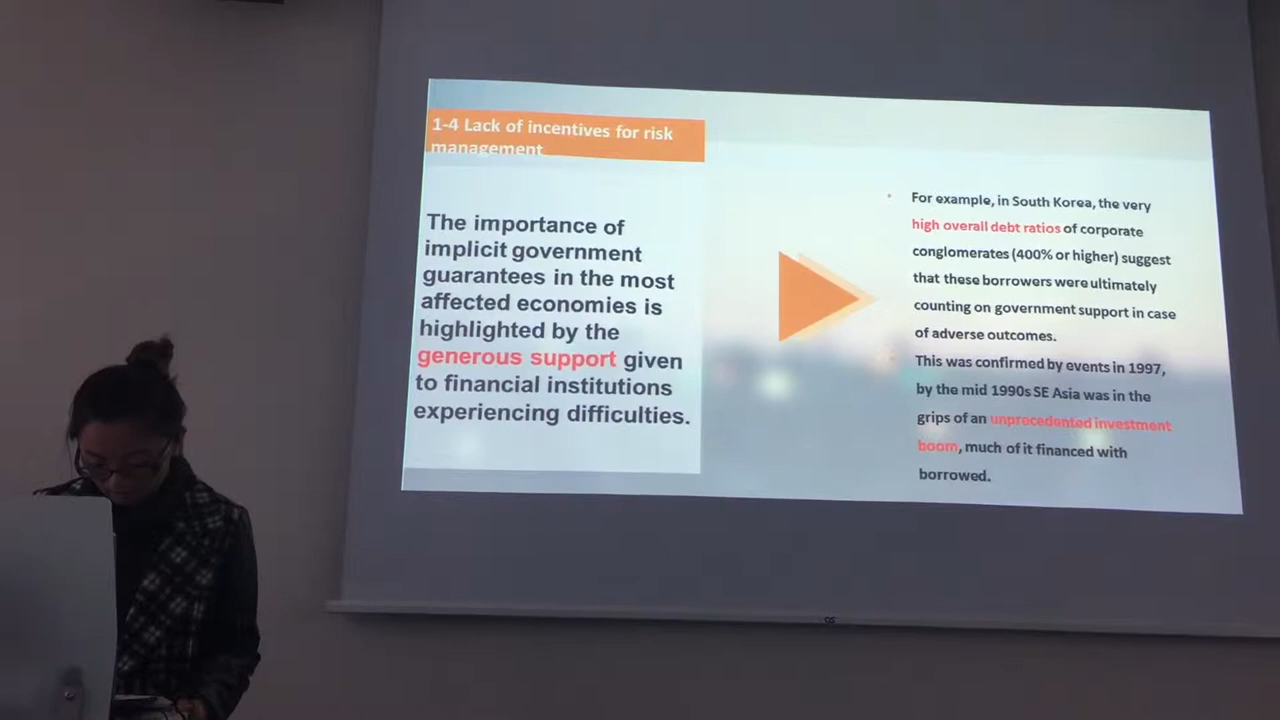 1-4 Lack of incentives for risk
management
The importance of
implicit government
guarantees in the most
affected economies is
highlighted by the
generous support given
to financial institutions
experiencing difficulties.
For example, in South Korea, the very
high overall debt ratios of corporate
conglomerates (400% or higher) suggest
that these borrowers were ultimately
counting on government support in case
of adverse outcomes.
This was confirmed by events in 1997,
by the mid 1990s SE Asia was in the
grips of an unprecedented investment
boom, much of it financed with
borrowed.